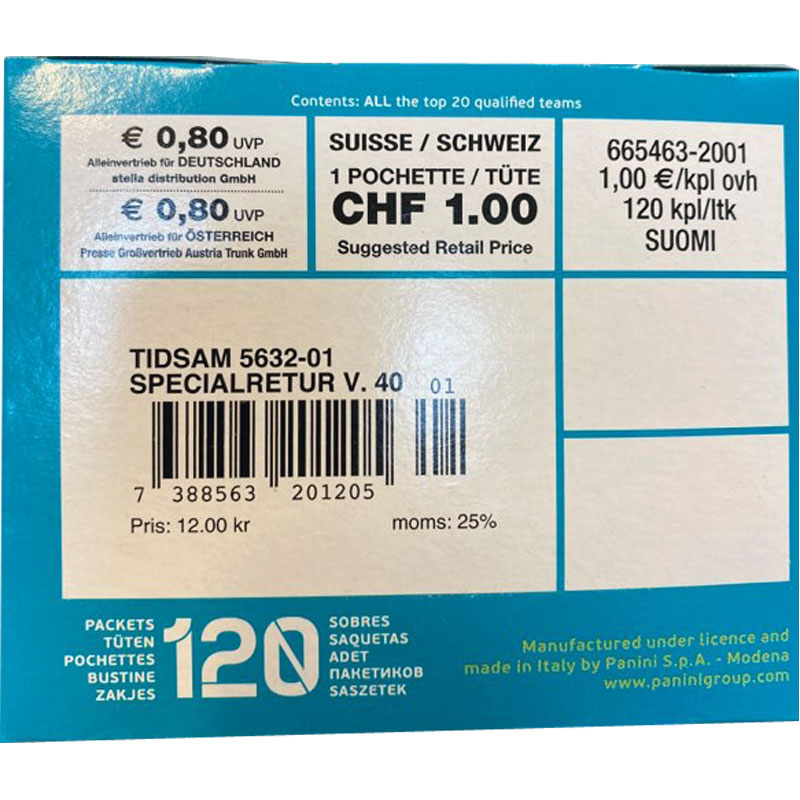 Contents: ALL the top 20 qualified teams
€ 0,80 UVP
Alleinvertrieb für DEUTSCHLAND
stella distribution GmbH
€ 0,80 UVP
Alleinvertrieb für ÖSTERREICH
Presse Großvertrieb Austria Trunk GmbH
SUISSE / SCHWEIZ
1 POCHETTE / TÜTE
CHF 1.00
Suggested Retail Price
665463-2001
1,00 €/kpl ovh
120 kpl/ltk
SUOMI
TIDSAM 5632-01
SPECIALRETUR V. 40 01
7 388563 201205
Pris: 12.00 kr
moms: 25%
PACKETS
TÜTEN
POCHETTES
BUSTINE
ZAKJES
120
SOBRES
SAQUETAS
ADET
ПАКЕТИКОВ
SASZETEK
Manufactured under licence and
made in Italy by Panini S.p.A. - Modena
www.paninigroup.com